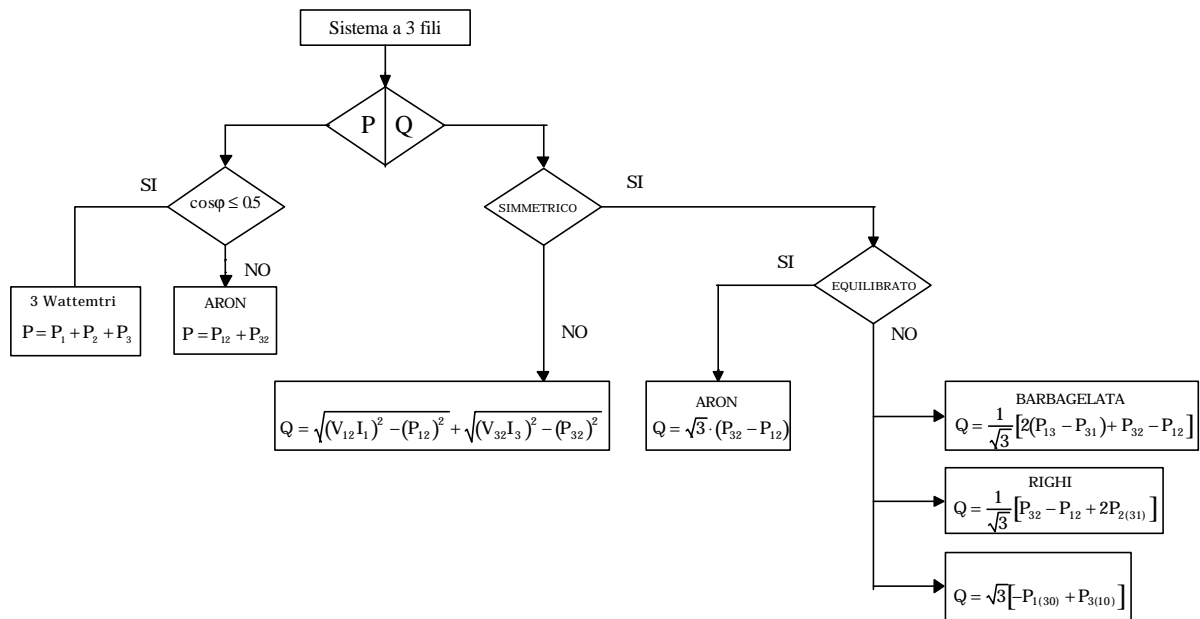 Sistema a 3 fili
P Q
SI
cosφ ≤ 0.5
NO
3 Wattemtri
P = P₁ + P₂ + P₃
ARON
P = P₁₂ + P₃₂
SIMMETRICO
SI
NO
Q = √((V₁₂I₁)² − (P₁₂)²) + √((V₃₂I₃)² − (P₃₂)²)
SI
EQUILIBRATO
NO
ARON
Q = √3·(P₃₂ − P₁₂)
BARBAGELATA
Q = 1/√3 [2(P₁₃ − P₃₁) + P₃₂ − P₁₂]
RIGHI
Q = 1/√3 [P₃₂ − P₁₂ + 2P₂₍₃₁₎]
Q = √3[−P₁₍₃₀₎ + P₃₍₁₀₎]